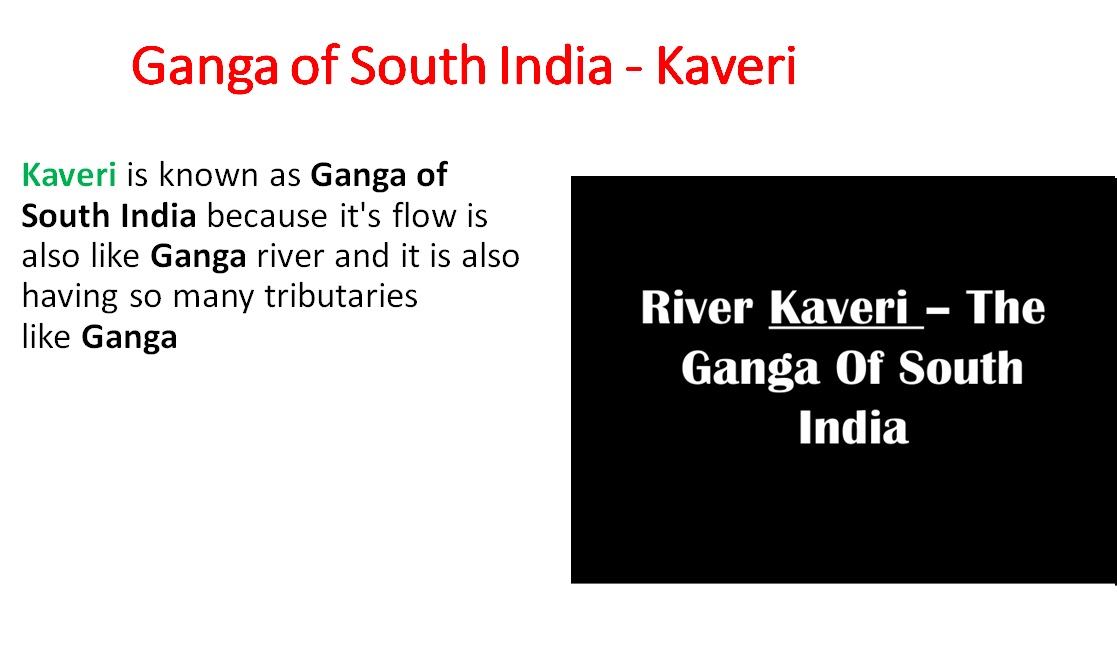 Ganga of South India - Kaveri
Kaveri is known as Ganga of
South India because it's flow is
also like Ganga river and it is also
having so many tributaries
like Ganga
River Kaveri – The
Ganga Of South
India